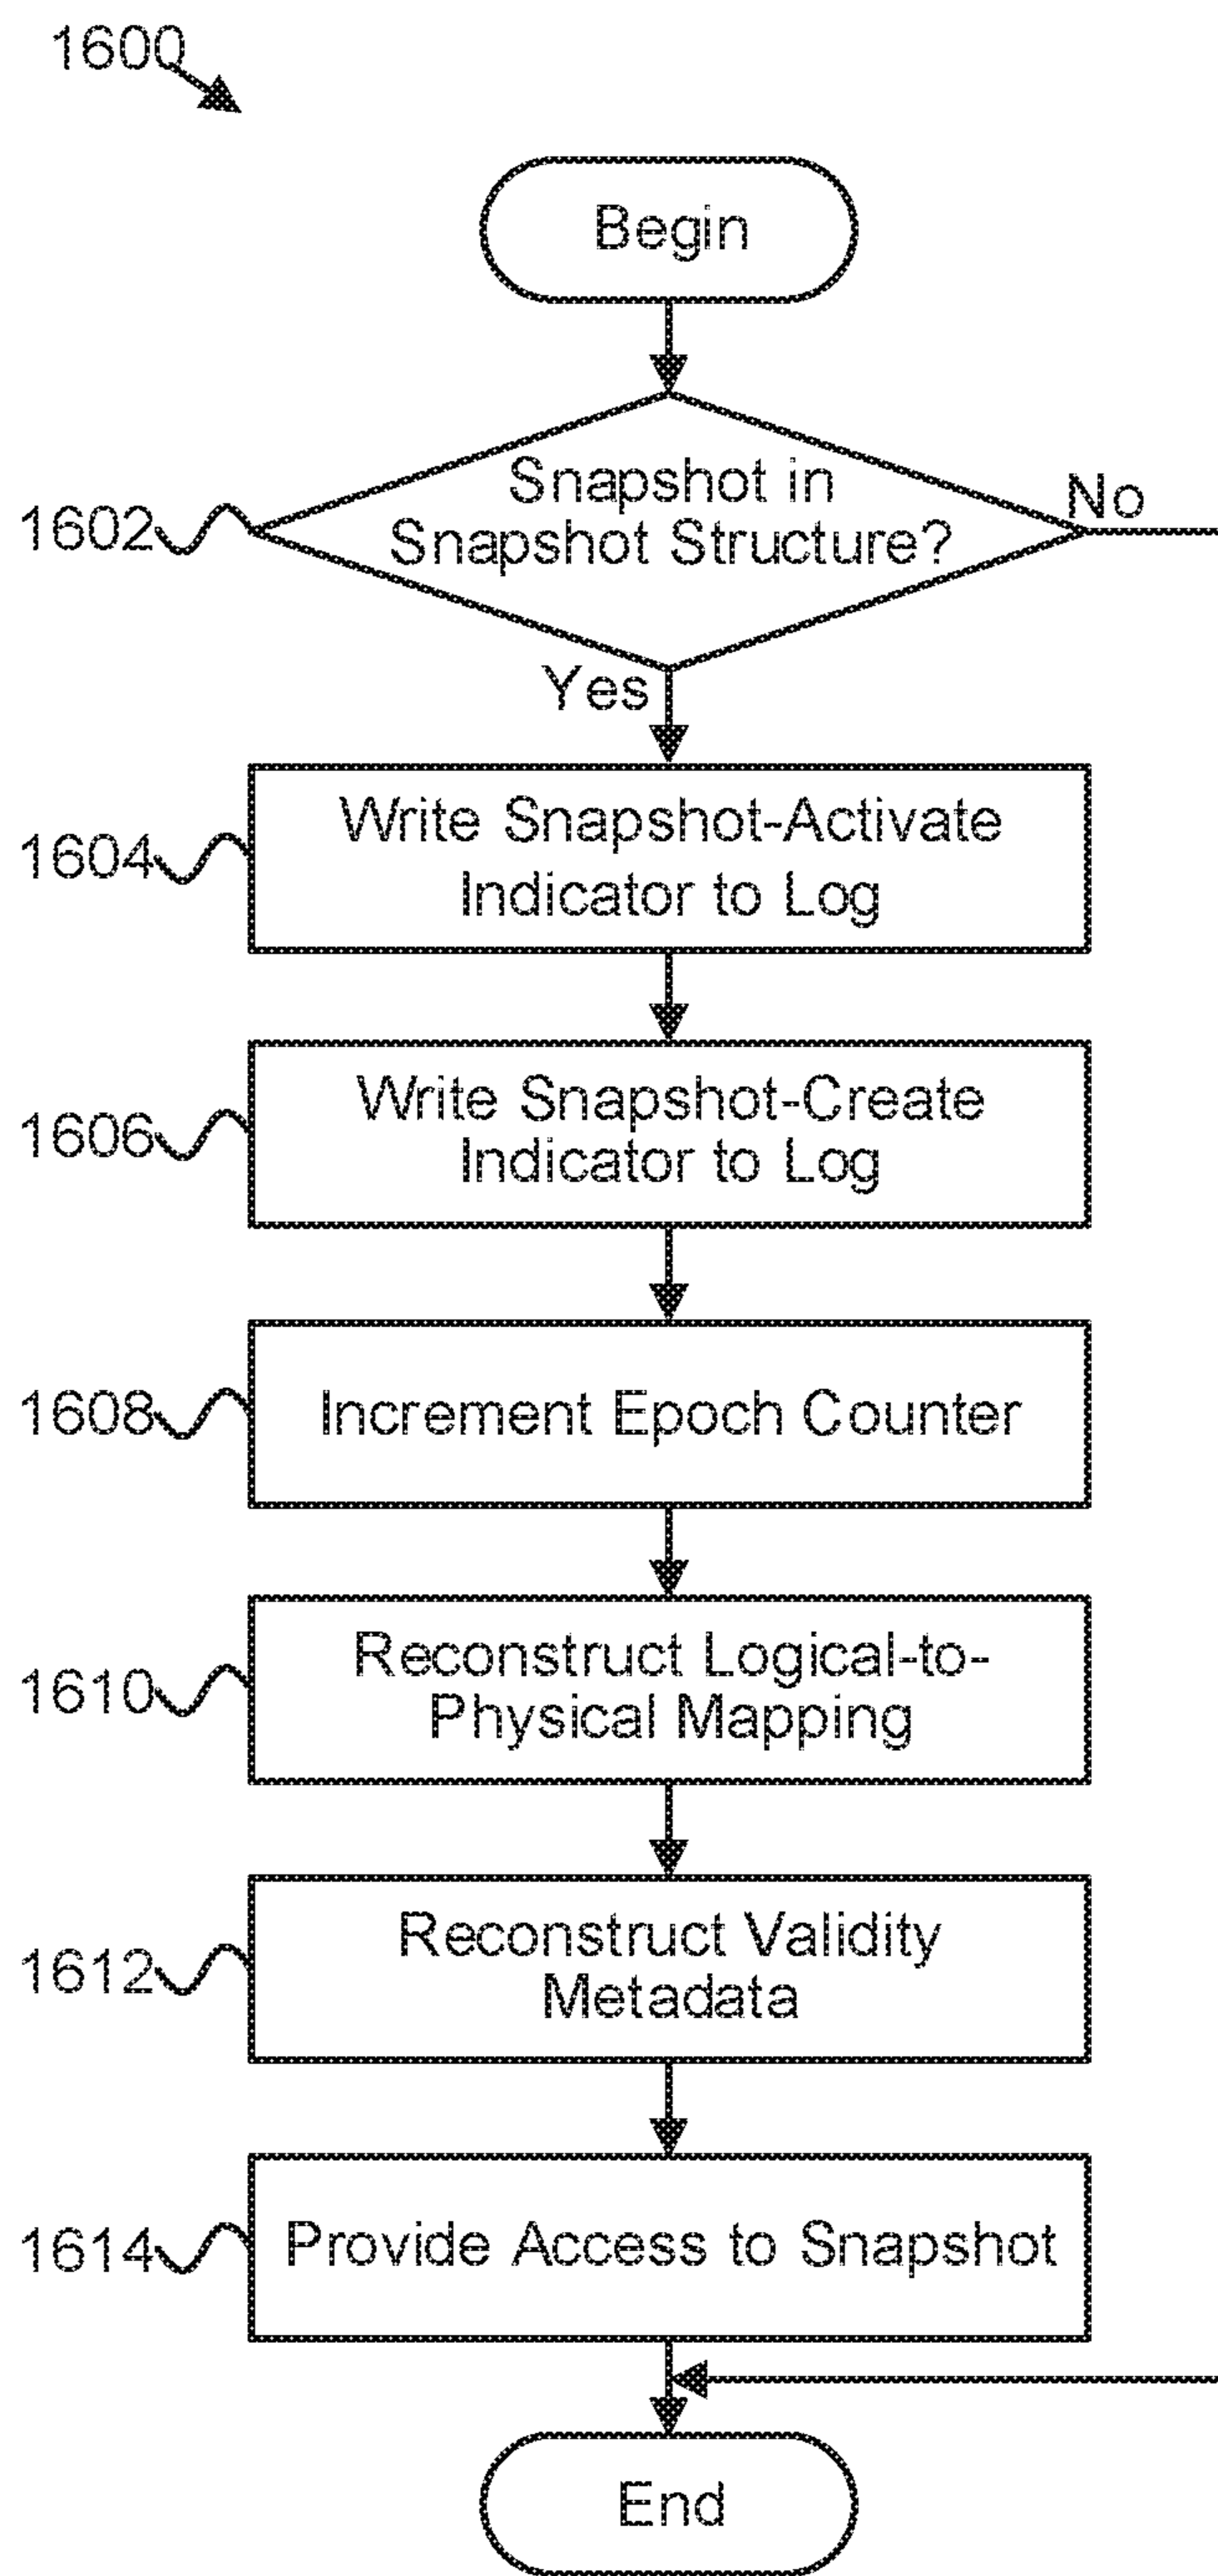 1600
Begin
Snapshot in
Snapshot Structure?
No
1602
Yes
Write Snapshot-Activate
Indicator to Log
1604
Write Snapshot-Create
Indicator to Log
1606
Increment Epoch Counter
1608
Reconstruct Logical-to-
Physical Mapping
1610
Reconstruct Validity
Metadata
1612
Provide Access to Snapshot
1614
End